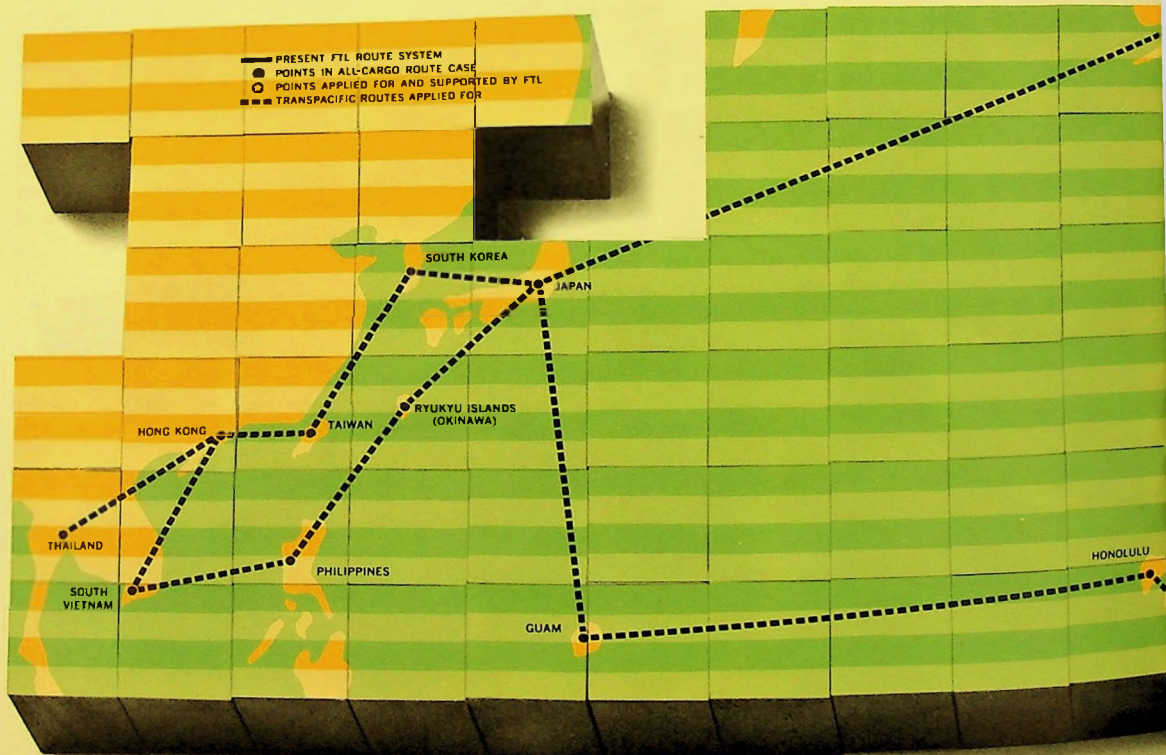 PRESENT FTL ROUTE SYSTEM
POINTS IN ALL-CARGO ROUTE CASE
POINTS APPLIED FOR AND SUPPORTED BY FTL
TRANSPACIFIC ROUTES APPLIED FOR
SOUTH KOREA
JAPAN
RYUKYU ISLANDS
(OKINAWA)
TAIWAN
HONG KONG
THAILAND
SOUTH
VIETNAM
PHILIPPINES
GUAM
HONOLULU